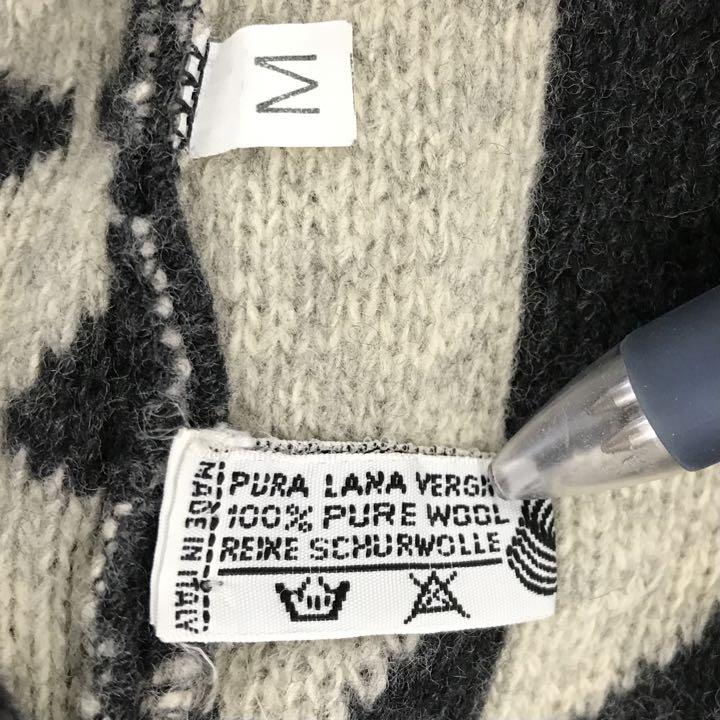 M
PURA LANA VERGI
100% PURE WOOL
REINE SCHURWOLLE
MADE IN ITALY